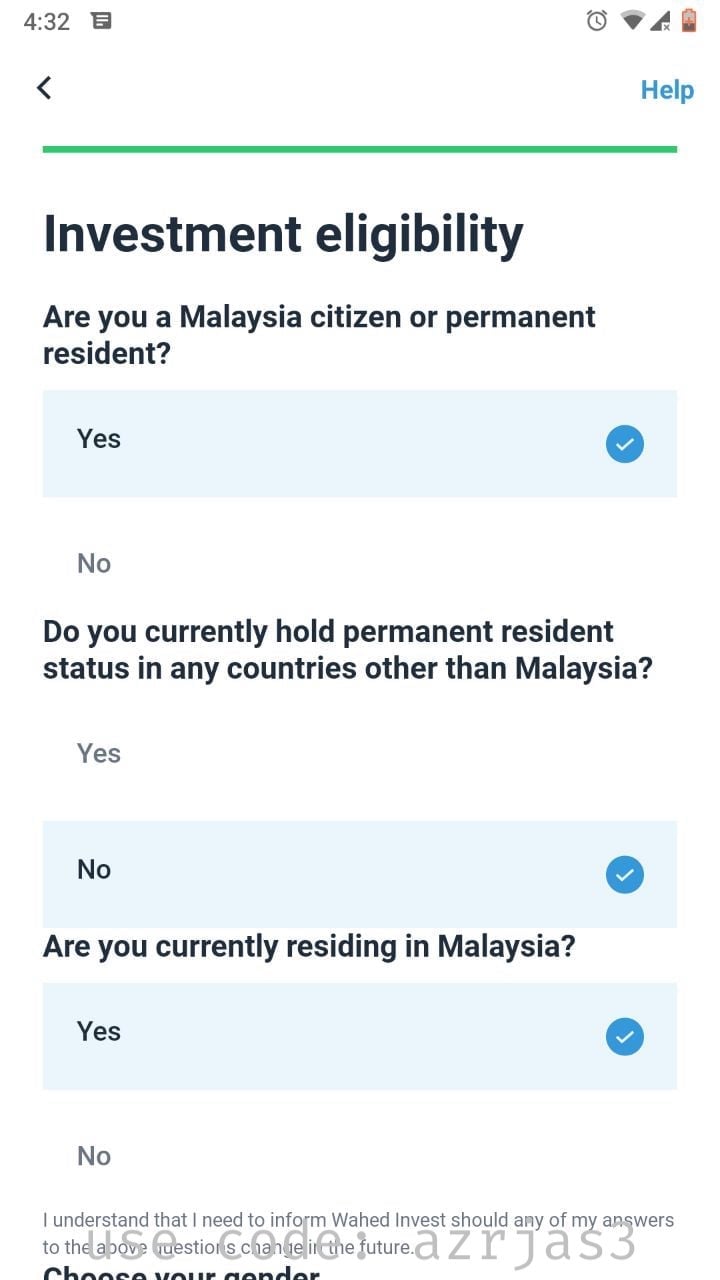 4:32
Help
Investment eligibility
Are you a Malaysia citizen or permanent
resident?
Yes
No
Do you currently hold permanent resident
status in any countries other than Malaysia?
Yes
No
Are you currently residing in Malaysia?
Yes
No
I understand that I need to inform Wahed Invest should any of my answers
to the above questions change in the future.
use code: azrjas3
Choose your gender